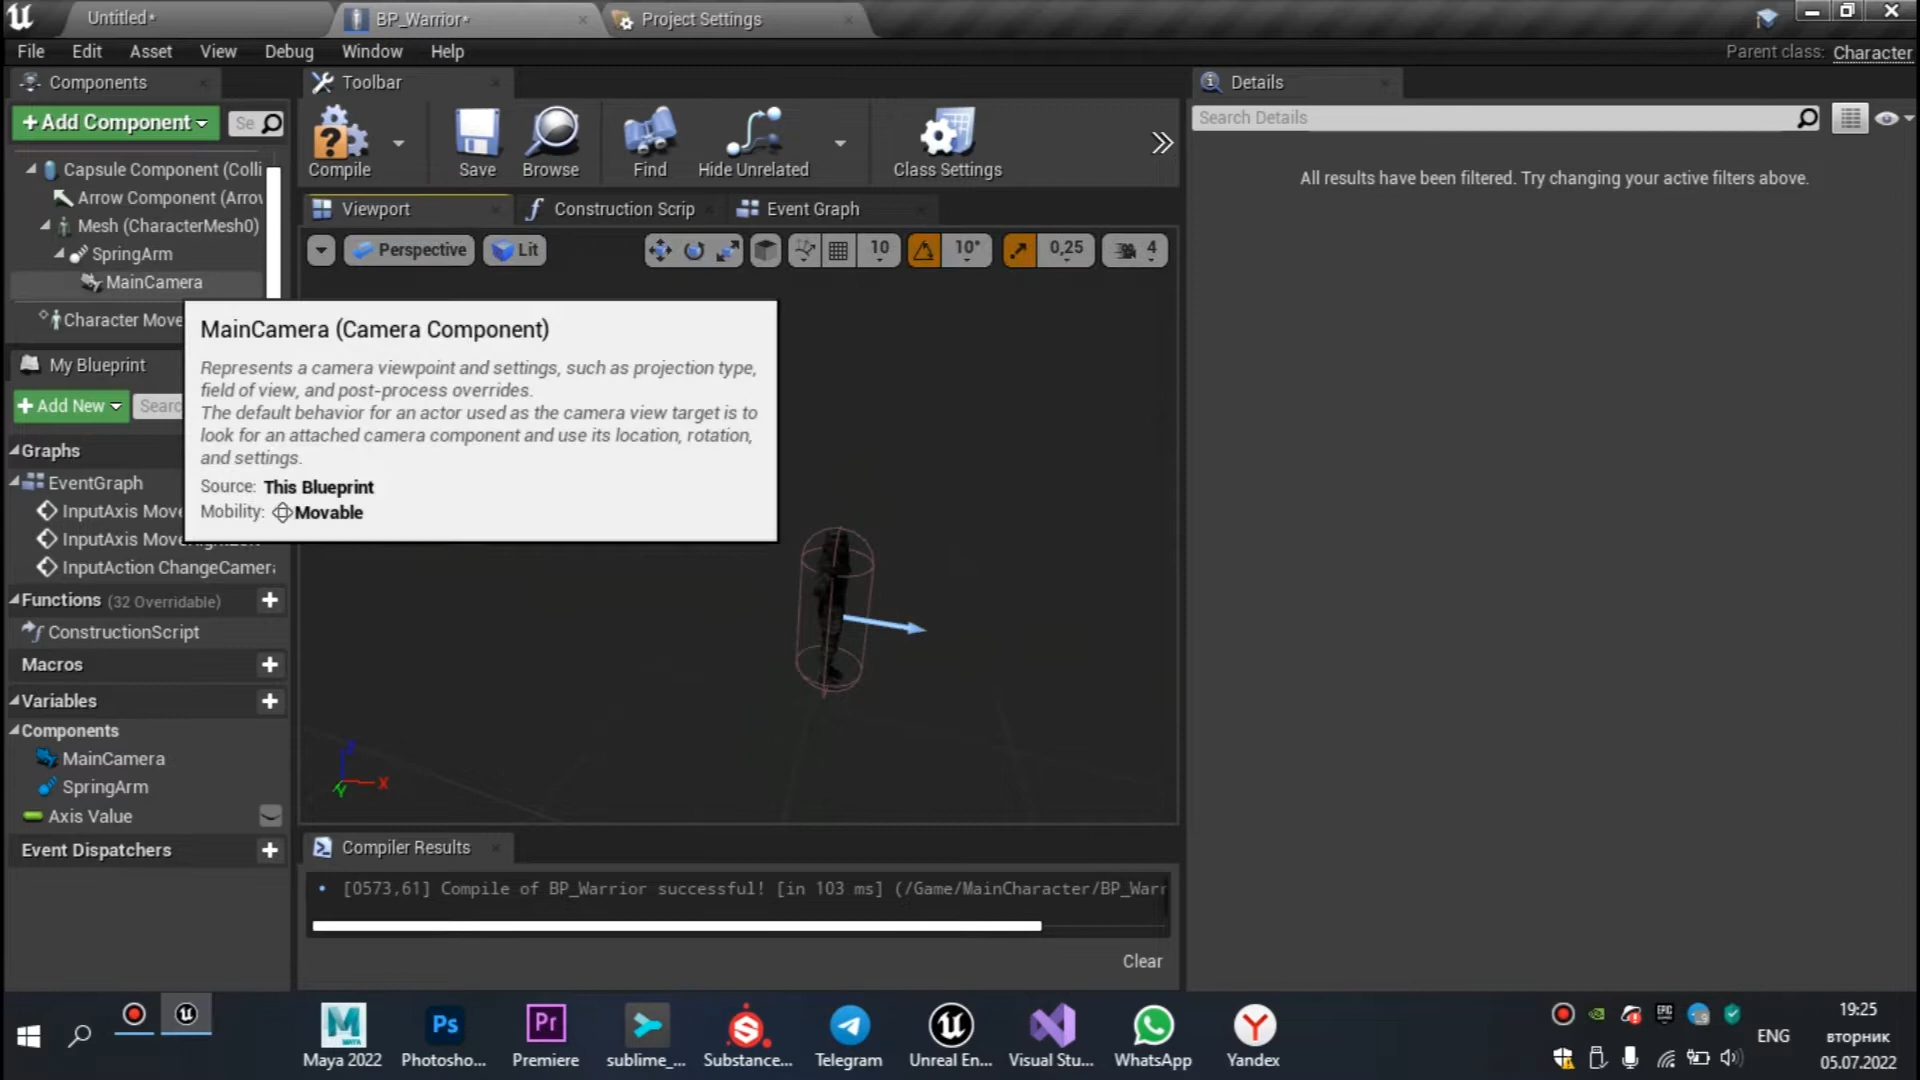 Untitled*
BP_Warrior*
Project Settings
File Edit Asset View Debug Window Help
Parent class: Character
Components
Toolbar
Details
+Add Component
Se
Search Details
Compile
Save
Browse
Find
Hide Unrelated
Class Settings
All results have been filtered. Try changing your active filters above.
Capsule Component (Colli
Arrow Component (Arrow
Mesh (CharacterMesh0)
SpringArm
MainCamera
Character Move
Viewport
Construction Scrip
Event Graph
Perspective
Lit
10
10°
0,25
4
MainCamera (Camera Component)
Represents a camera viewpoint and settings, such as projection type,
field of view, and post-process overrides.
The default behavior for an actor used as the camera view target is to
look for an attached camera component and use its location, rotation,
and settings.
Source: This Blueprint
Mobility: Movable
My Blueprint
+Add New
Searc
Graphs
EventGraph
InputAxis Move
InputAxis MoveRightLeft
InputAction ChangeCamera
Functions (32 Overridable)
ConstructionScript
Macros
Variables
Components
MainCamera
SpringArm
Axis Value
Event Dispatchers
Z
X
Y
Compiler Results
[0573,61] Compile of BP_Warrior successful! [in 103 ms] (/Game/MainCharacter/BP_Warr
Clear
Maya 2022
Photosho...
Premiere
sublime_...
Substance...
Telegram
Unreal En...
Visual Stu...
WhatsApp
Yandex
ENG
19:25
вторник
05.07.2022